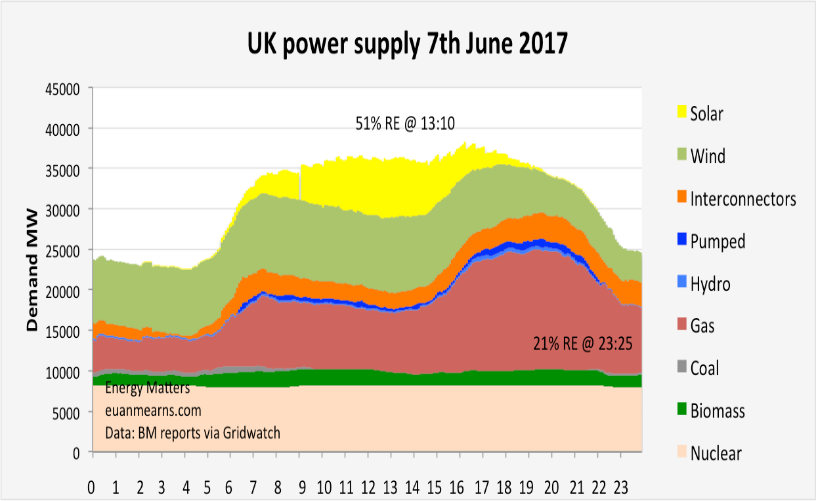 UK power supply 7th June 2017
Demand MW
45000
40000
35000
30000
25000
20000
15000
10000
5000
0
51% RE @ 13:10
21% RE @ 23:25
Energy Matters
euanmearns.com
Data: BM reports via Gridwatch
0 1 2 3 4 5 6 7 8 9 10 11 12 13 14 15 16 17 18 19 20 21 22 23
Solar
Wind
Interconnectors
Pumped
Hydro
Gas
Coal
Biomass
Nuclear